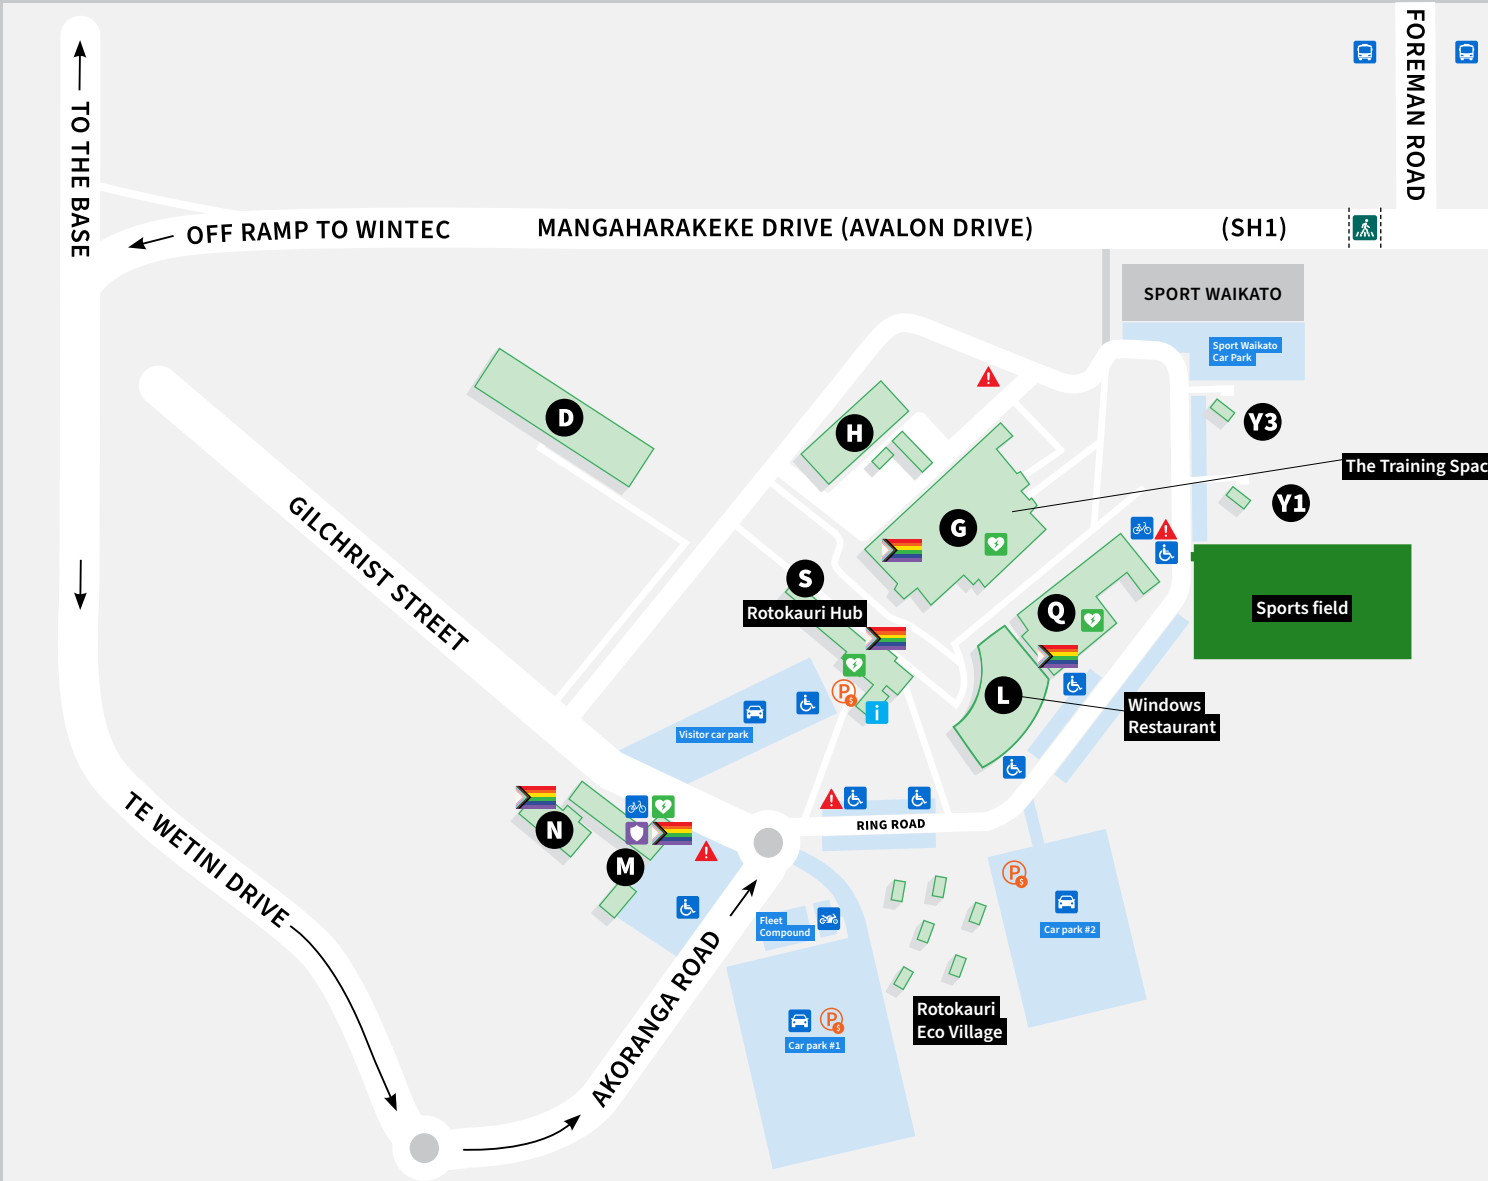 FOREMAN ROAD
TO THE BASE
OFF RAMP TO WINTEC
MANGAHARAKEKE DRIVE (AVALON DRIVE)
(SH1)
SPORT WAIKATO
Sport Waikato
Car Park
D
H
Y3
The Training Spac
Y1
G
GILCHRIST STREET
S
Rotokauri Hub
Q
Sports field
L
Windows
Restaurant
P
$
i
Visitor car park
N
M
RING ROAD
TE WETINI DRIVE
AKORANGA ROAD
Fleet
Compound
P
$
Car park #2
Rotokauri
Eco Village
P
$
Car park #1